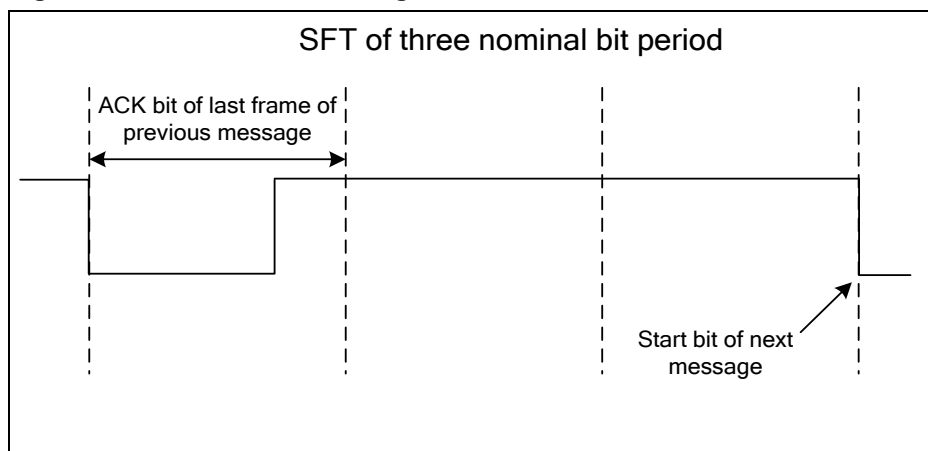 SFT of three nominal bit period
ACK bit of last frame of
previous message
Start bit of next
message